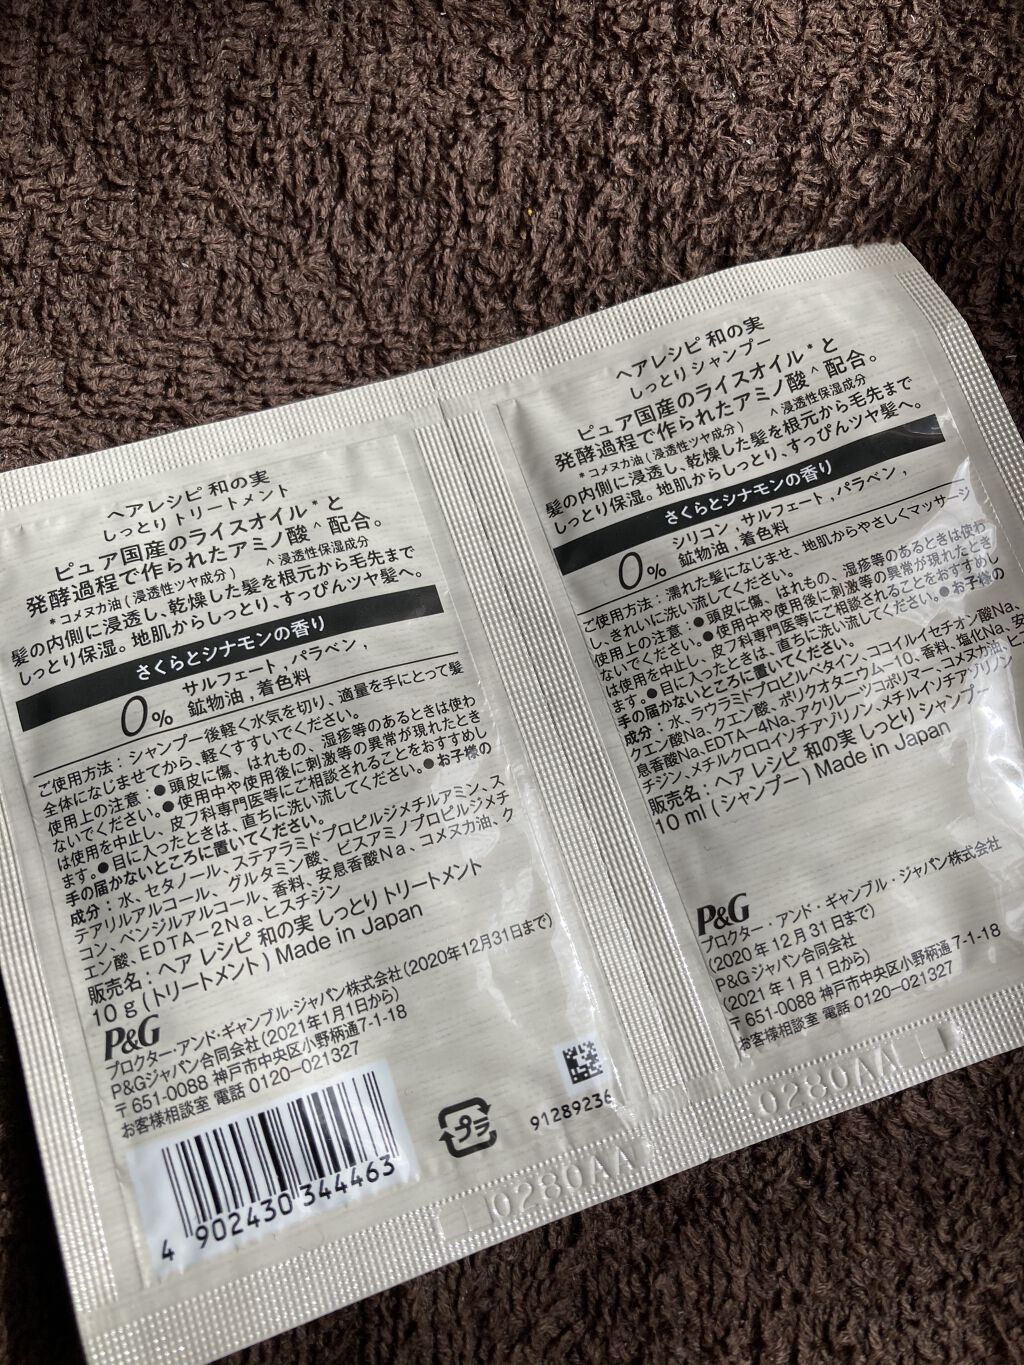 ヘアレシピ 和の実
しっとり トリートメント
ピュア国産のライスオイル*と
発酵過程で作られたアミノ酸^配合。
*コメヌカ油(浸透性ツヤ成分) ^浸透性保湿成分
髪の内側に浸透し、乾燥した髪を根元から毛先まで
しっとり保湿。地肌からしっとり、すっぴんツヤ髪へ。
さくらとシナモンの香り
0% サルフェート,パラベン,
鉱物油,着色料
ご使用方法:シャンプー後軽く水気を切り、適量を手にとって髪
全体になじませてから、軽くすすいでください。
使用上の注意:●頭皮に傷、はれもの、湿疹等のあるときは使わ
ないでください。●使用中や使用後に刺激等の異常が現れたとき
は使用を中止し、皮フ科専門医等にご相談されることをおすすめし
ます。●目に入ったときは、直ちに洗い流してください。●お子様の
手の届かないところに置いてください。
成分:水、セタノール、ステアラミドプロピルジメチルアミン、ス
テアリルアルコール、グルタミン酸、ビスアミノプロピルジメチ
コン、ベンジルアルコール、香料、安息香酸Na、コメヌカ油、ク
エン酸、EDTA-2Na、ヒスチジン
販売名:ヘア レシピ 和の実 しっとり トリートメント
10 g (トリートメント) Made in Japan
P&G
プロクター・アンド・ギャンブル・ジャパン株式会社(2020年12月31日まで)
P&Gジャパン合同会社(2021年1月1日から)
〒651-0088 神戸市中央区小野柄通7-1-18
お客様相談室 電話 0120-021327
4 902430 344463
プラ
91289236
0280AA
ヘアレシピ 和の実
しっとり シャンプー
ピュア国産のライスオイル*と
発酵過程で作られたアミノ酸^配合。
*コメヌカ油(浸透性ツヤ成分) ^浸透性保湿成分
髪の内側に浸透し、乾燥した髪を根元から毛先まで
しっとり保湿。地肌からしっとり、すっぴんツヤ髪へ。
さくらとシナモンの香り
0% シリコン,サルフェート,パラベン,
鉱物油,着色料
ご使用方法:濡れた髪になじませ、地肌からやさしくマッサージ
し、きれいに洗い流してください。
使用上の注意:●頭皮に傷、はれもの、湿疹等のあるときは使わ
ないでください。●使用中や使用後に刺激等の異常が現れたとき
は使用を中止し、皮フ科専門医等にご相談されることをおすすめし
ます。●目に入ったときは、直ちに洗い流してください。●お子様の
手の届かないところに置いてください。
成分:水、ラウラミドプロピルベタイン、ココイルイセチオン酸Na、
クエン酸Na、クエン酸、ポリクオタニウム-10、香料、塩化Na、安
息香酸Na、EDTA-4Na、アクリレーツコポリマー、コメヌカ油、ヒス
チジン、メチルクロロイソチアゾリノン、メチルイソチアゾリノン
販売名:ヘア レシピ 和の実 しっとり シャンプー
10 ml (シャンプー) Made in Japan
P&G
プロクター・アンド・ギャンブル・ジャパン株式会社
(2020年12月31日まで)
P&Gジャパン合同会社
(2021年1月1日から)
〒651-0088 神戸市中央区小野柄通7-1-18
お客様相談室 電話 0120-021327
0280AA